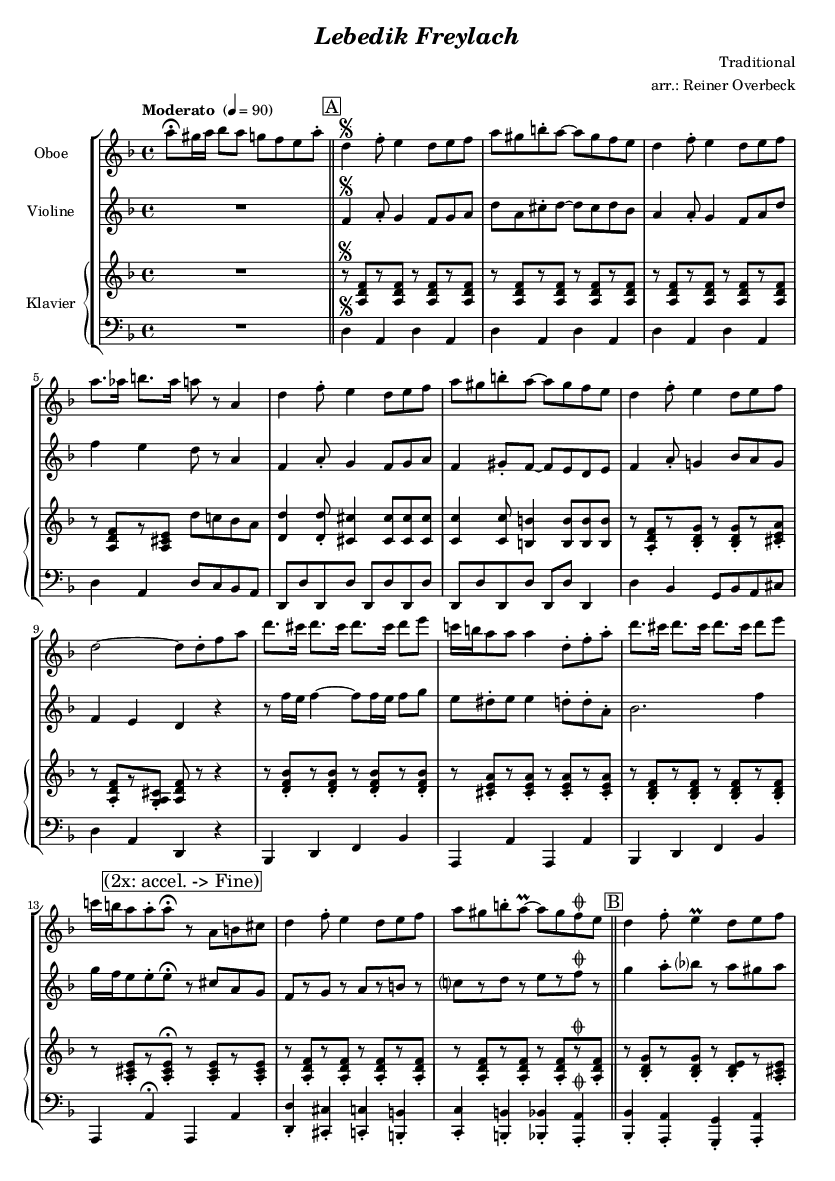 Lebedik Freylach
Traditional
arr.: Reiner Overbeck
Moderato (♩ = 90)
A
Oboe
Violine
Klavier
5
9
13
(2x: accel. -> Fine)
B